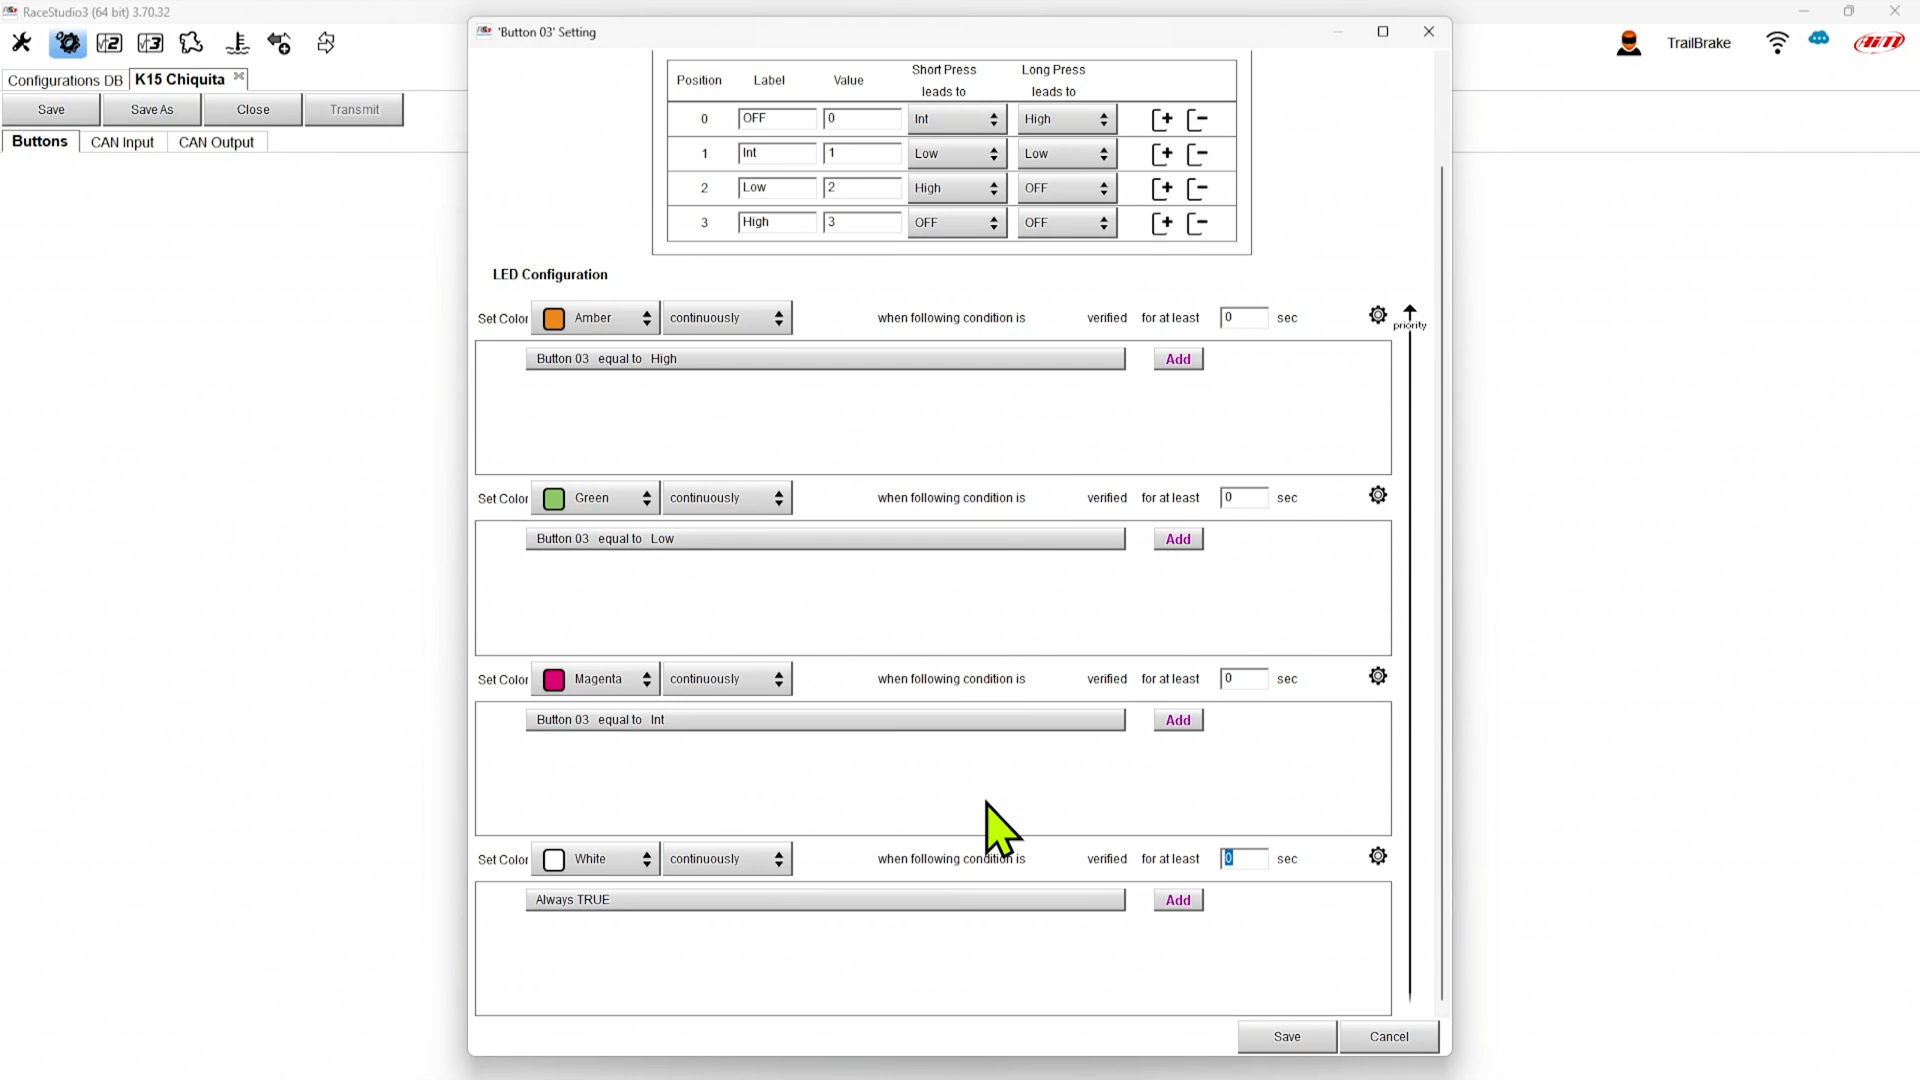 RaceStudio3 (64 bit) 3.70.32
TrailBrake
AiM
Configurations DB K15 Chiquita
Save Save As Close Transmit
Buttons CAN Input CAN Output
'Button 03' Setting
Position Label Value Short Press leads to Long Press leads to
0 OFF 0 Int High
1 Int 1 Low Low
2 Low 2 High OFF
3 High 3 OFF OFF
LED Configuration
Set Color Amber continuously when following condition is verified for at least 0 sec
priority
Button 03 equal to High Add
Set Color Green continuously when following condition is verified for at least 0 sec
Button 03 equal to Low Add
Set Color Magenta continuously when following condition is verified for at least 0 sec
Button 03 equal to Int Add
Set Color White continuously when following condition is verified for at least 0 sec
Always TRUE Add
Save Cancel